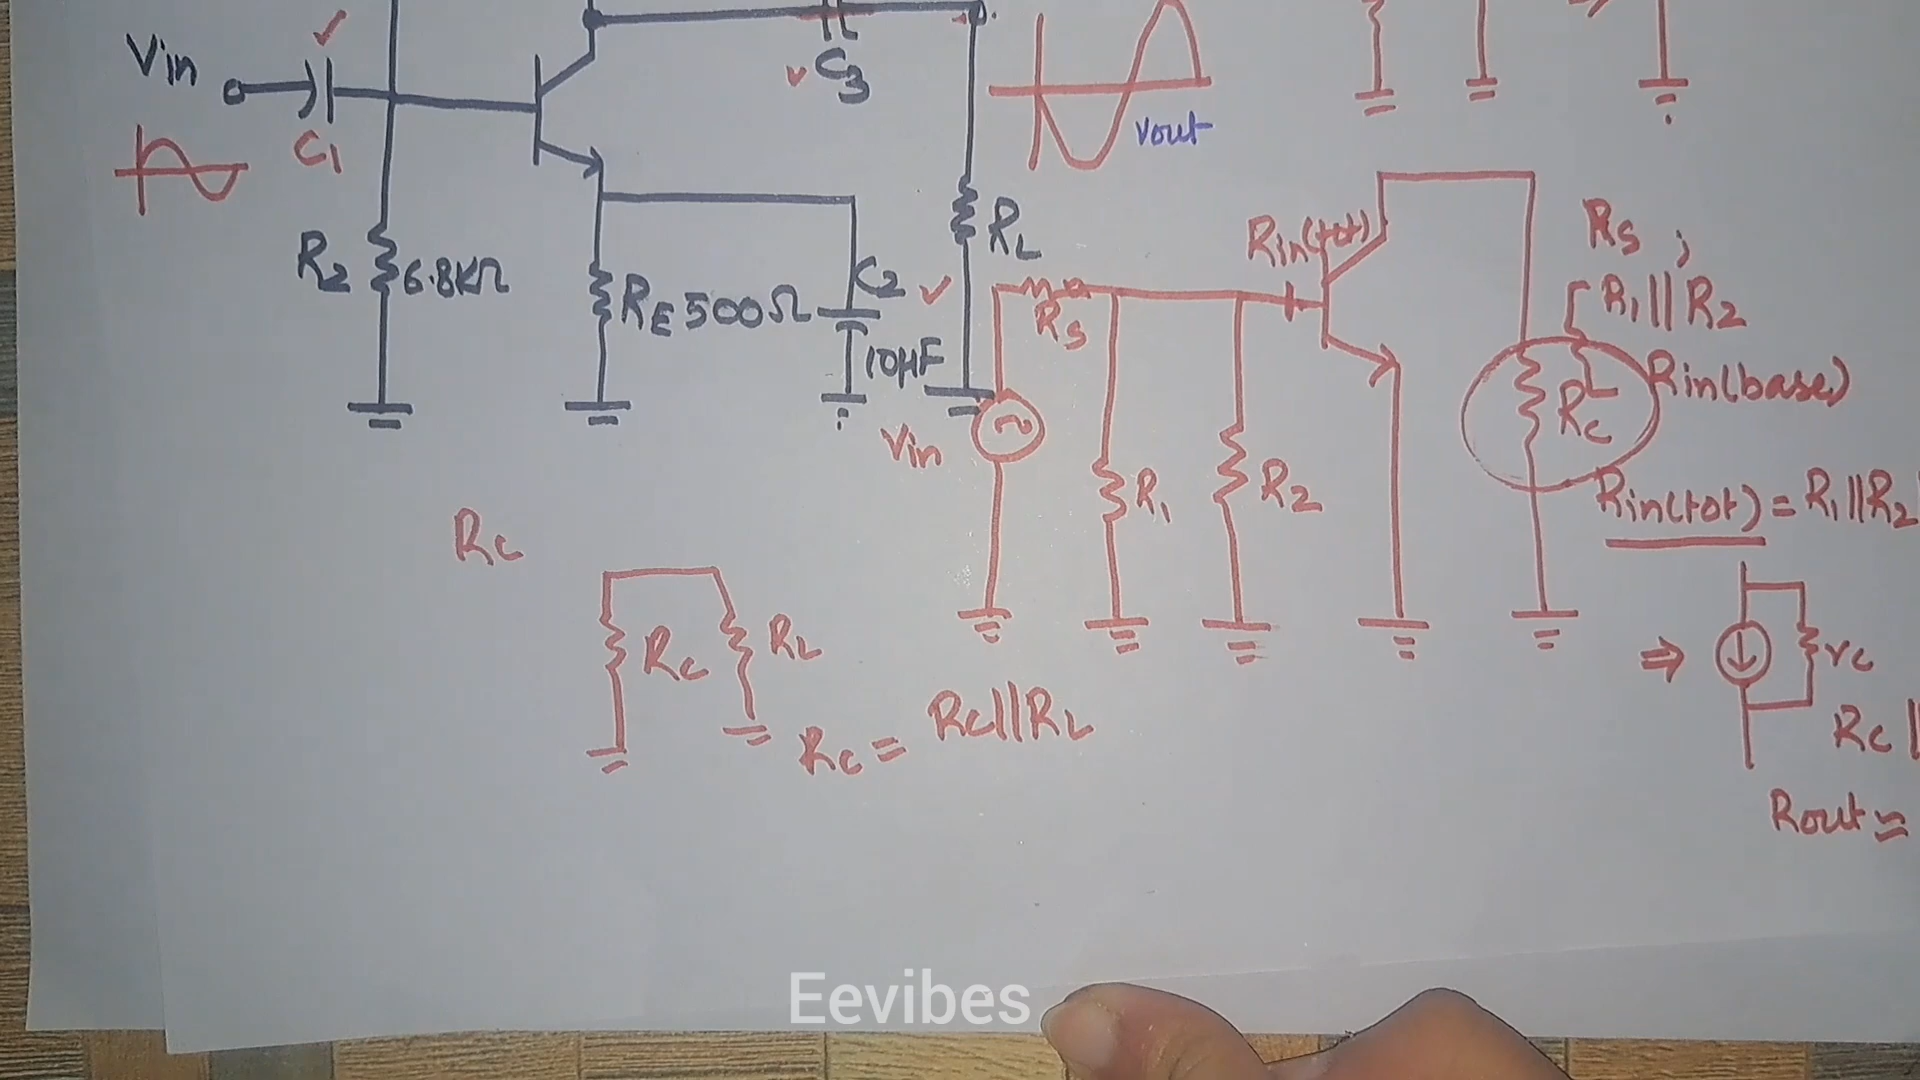 Vin
C1
C3
Vout
R2 6.8KΩ
RE 500Ω
C2
10µF
RL
Rin(tot)
Rs ;
R1||R2
Rin(base)
Rs
Vin
R1
R2
Rc
Rin(tot) = R1||R2
Rc
Rc
RL
Rc = Rc||RL
⇒
rc
Rc ||
Rout ≈
Eevibes